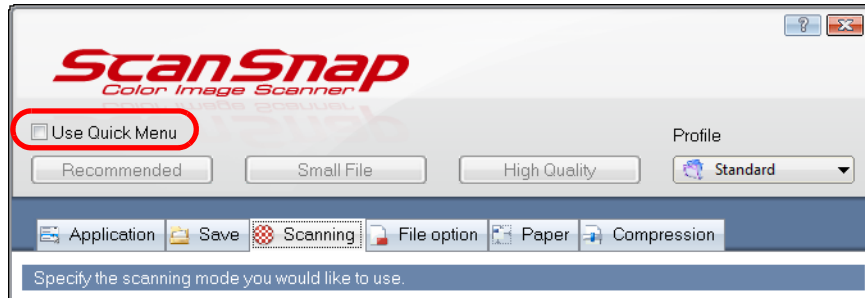 ScanSnap
Color Image Scanner
Use Quick Menu
Profile
Recommended Small File High Quality Standard
Application Save Scanning File option Paper Compression
Specify the scanning mode you would like to use.